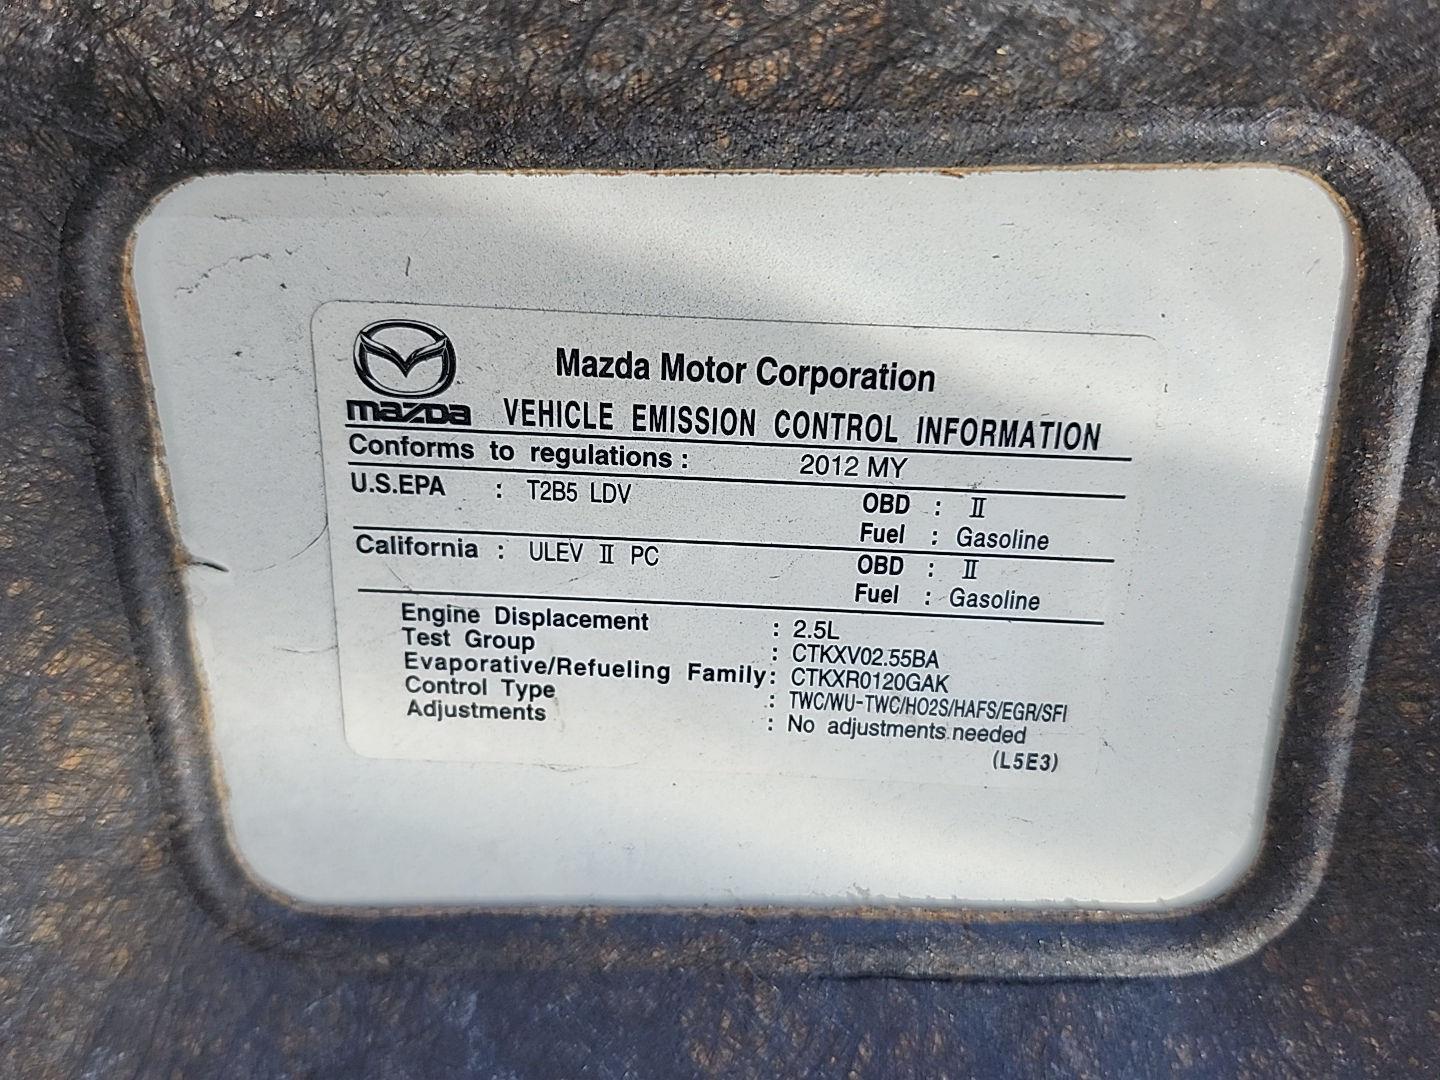 Mazda Motor Corporation
mazda VEHICLE EMISSION CONTROL INFORMATION
Conforms to regulations : 2012 MY
U.S.EPA : T2B5 LDV OBD : II
Fuel : Gasoline
California : ULEV II PC OBD : II
Fuel : Gasoline
Engine Displacement : 2.5L
Test Group : CTKXV02.55BA
Evaporative/Refueling Family: CTKXR0120GAK
Control Type : TWC/WU-TWC/HO2S/HAFS/EGR/SFI
Adjustments : No adjustments needed
(L5E3)